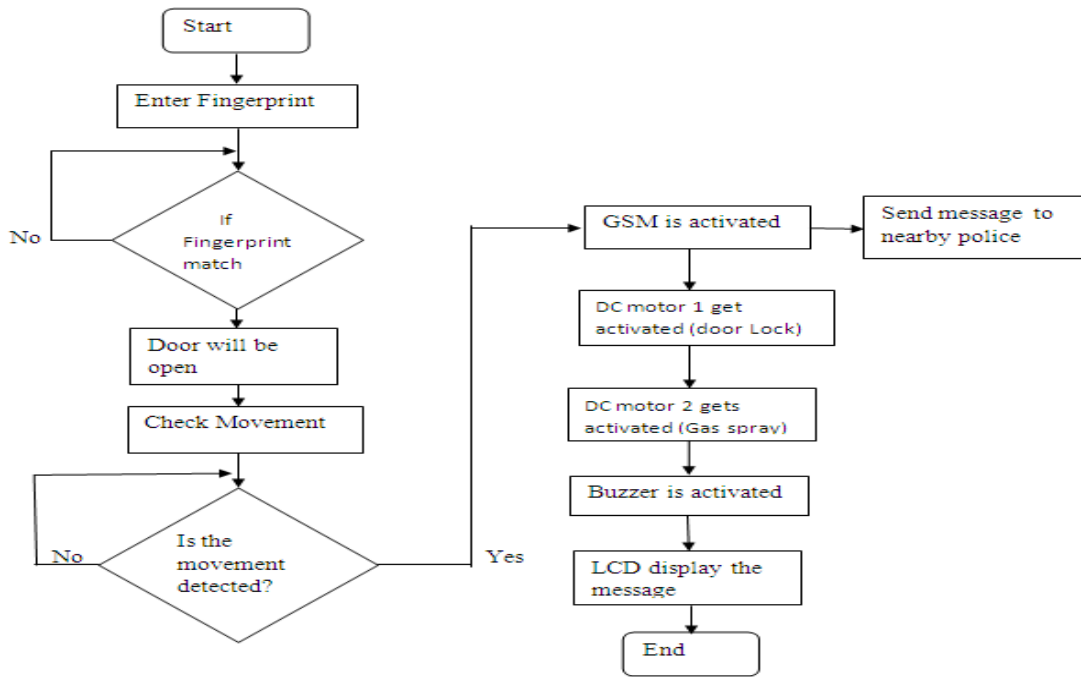 Start
Enter Fingerprint
If
Fingerprint
match
No
Door will be
open
Check Movement
Is the
movement
detected?
No
Yes
GSM is activated
Send message to
nearby police
DC motor 1 get
activated (door Lock)
DC motor 2 gets
activated (Gas spray)
Buzzer is activated
LCD display the
message
End